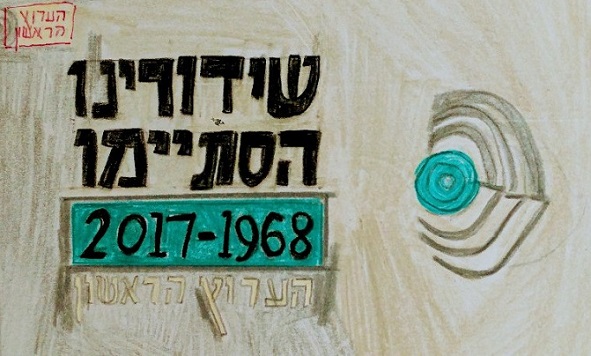 הערוץ
הראשון
שידורינו
הסתיימו
2017-1968
הערוץ הראשון